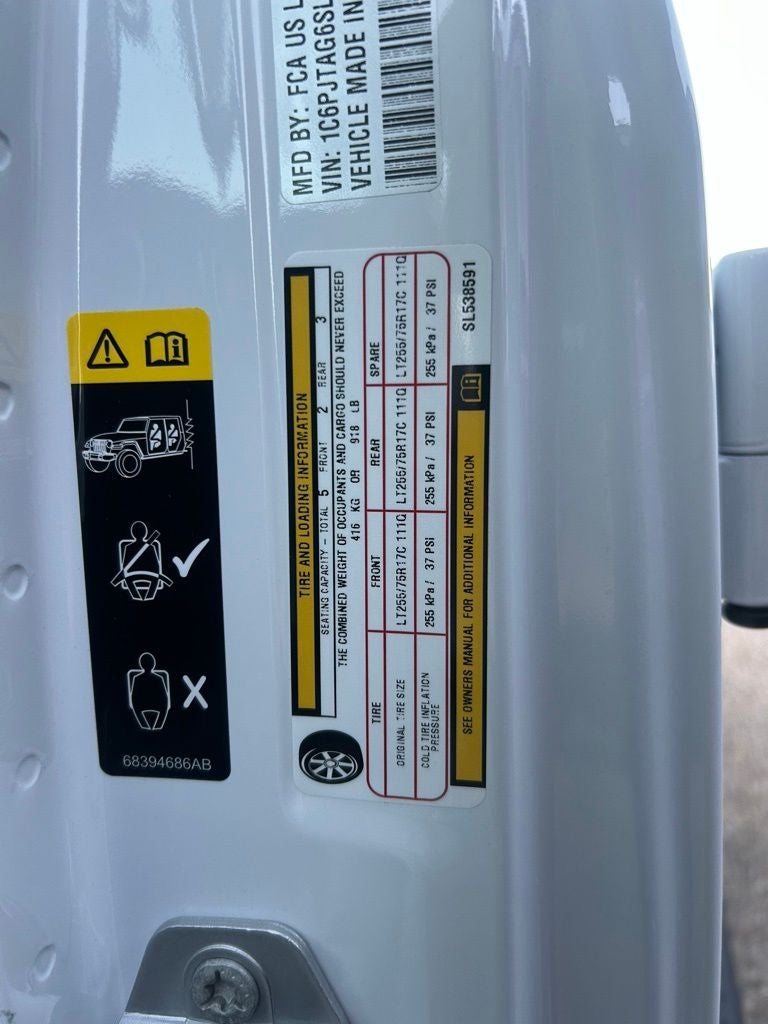 MFD BY: FCA US L
VIN: 1C6PJTAG6SL
VEHICLE MADE IN
TIRE AND LOADING INFORMATION
SEATING CAPACITY – TOTAL 5 FRONT 2 REAR 3
THE COMBINED WEIGHT OF OCCUPANTS AND CARGO SHOULD NEVER EXCEED
416 KG OR 918 LB
TIRE FRONT REAR SPARE
ORIGINAL TIRE SIZE LT255/75R17C 111Q LT255/75R17C 111Q LT255/75R17C 111Q
COLD TIRE INFLATION
PRESSURE 255 kPa / 37 PSI 255 kPa / 37 PSI 255 kPa / 37 PSI
SEE OWNERS MANUAL FOR ADDITIONAL INFORMATION
SL538591
68394686AB